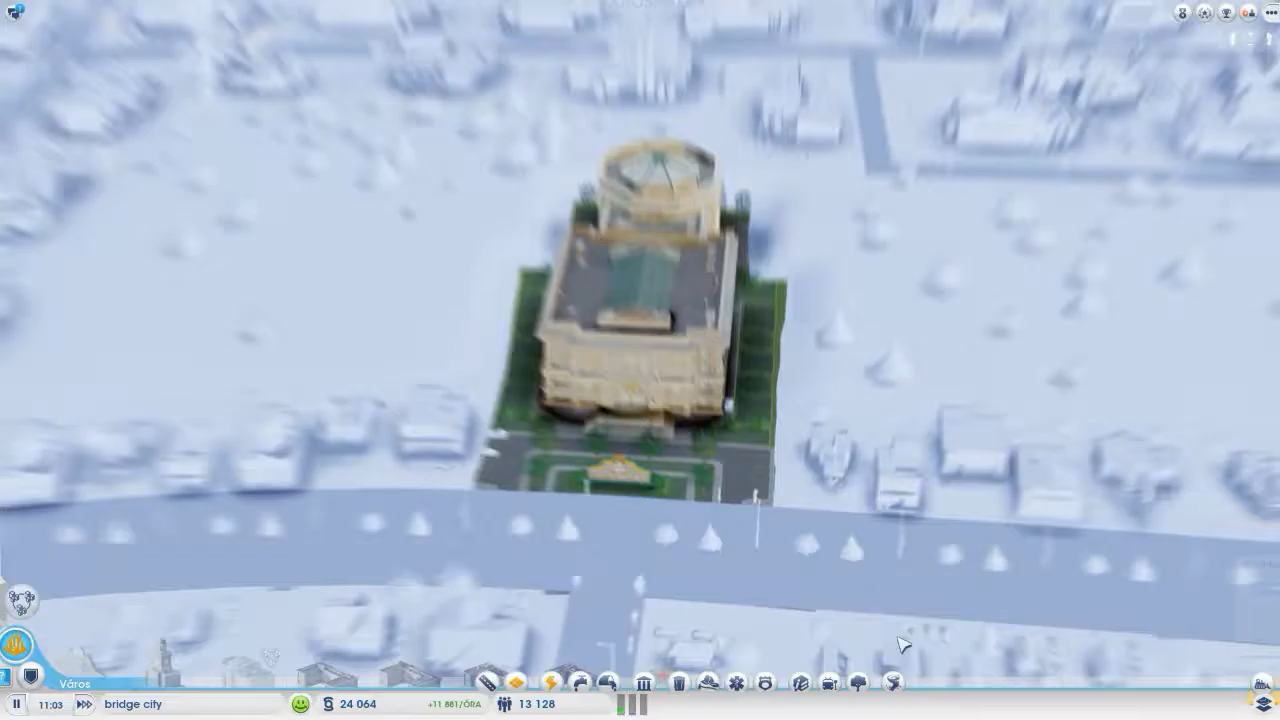 Város
11:03
bridge city
24 064
+11 881/ÓRA
13 128